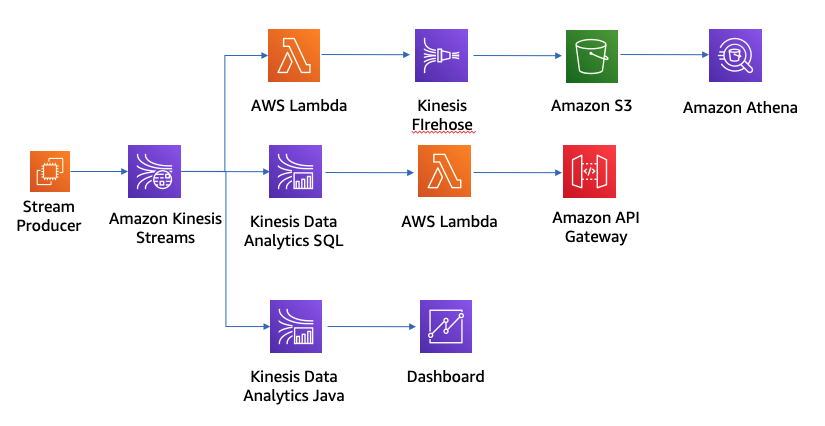 AWS Lambda
Kinesis
FIrehose
Amazon S3
Amazon Athena
Stream
Producer
Amazon Kinesis
Streams
Kinesis Data
Analytics SQL
AWS Lambda
Amazon API
Gateway
Kinesis Data
Analytics Java
Dashboard